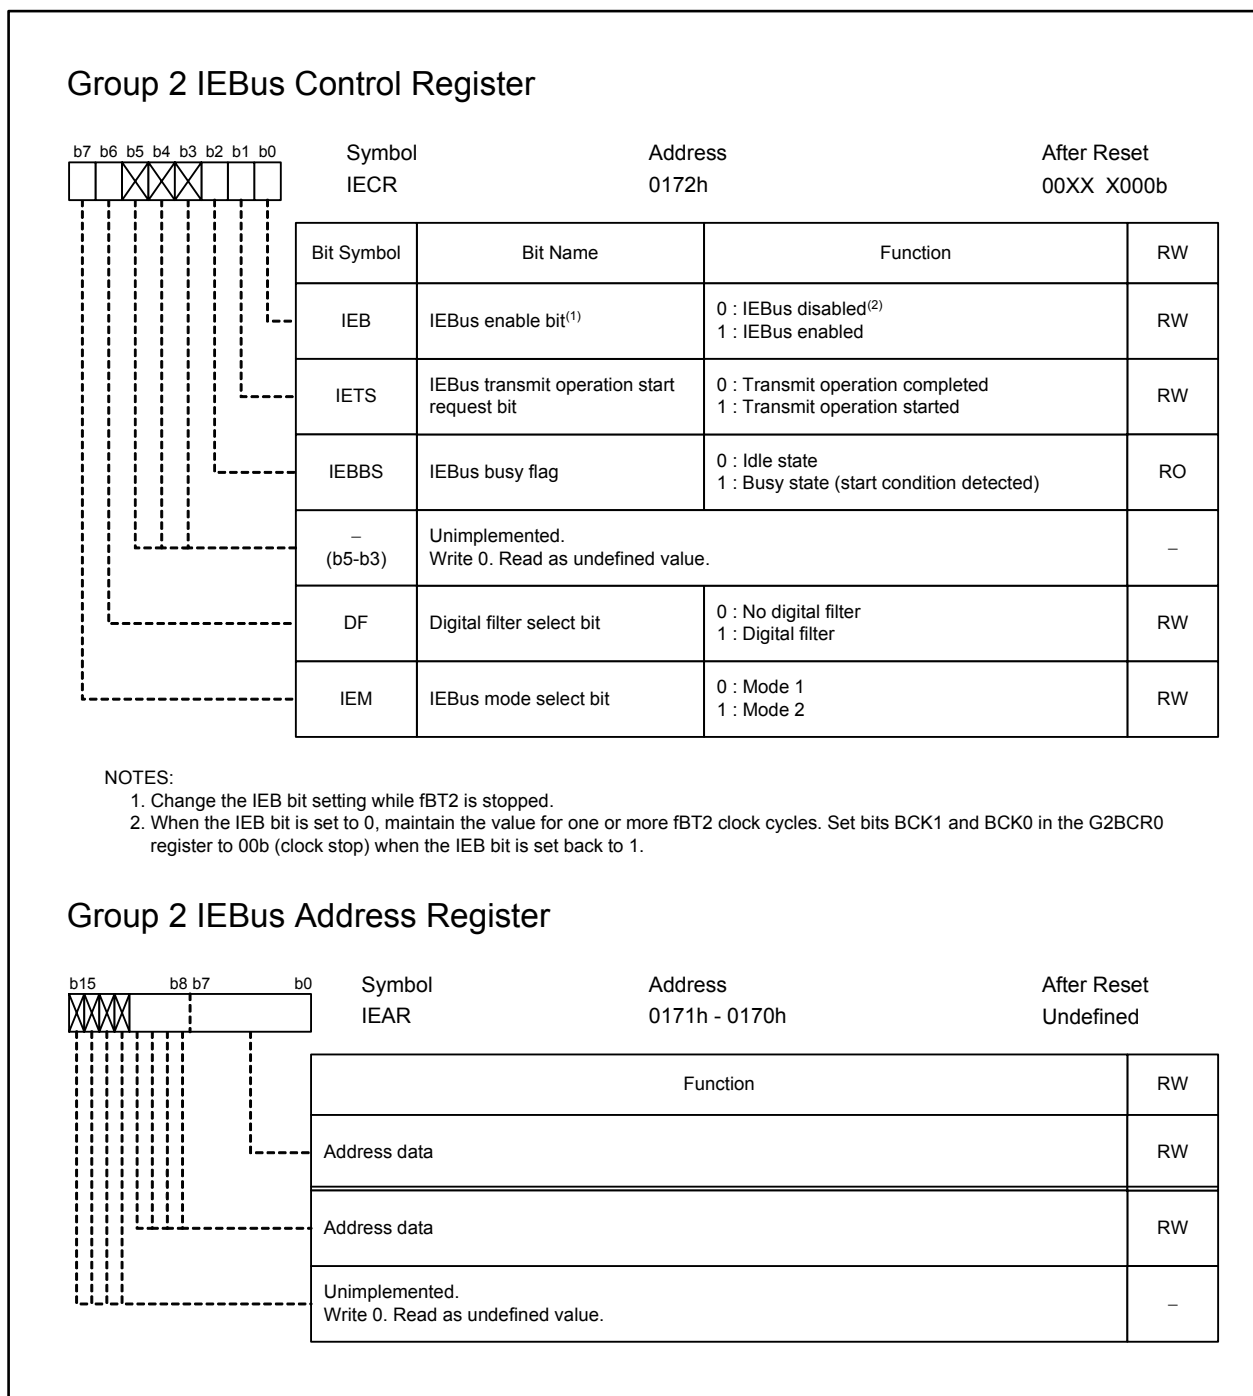 Group 2 IEBus Control Register
b7 b6 b5 b4 b3 b2 b1 b0
Symbol Address After Reset
IECR 0172h 00XX X000b
Bit Symbol Bit Name Function RW
IEB IEBus enable bit(1) 0 : IEBus disabled(2) RW
1 : IEBus enabled
IETS IEBus transmit operation start 0 : Transmit operation completed RW
request bit 1 : Transmit operation started
IEBBS IEBus busy flag 0 : Idle state RO
1 : Busy state (start condition detected)
– Unimplemented. –
(b5-b3) Write 0. Read as undefined value.
DF Digital filter select bit 0 : No digital filter RW
1 : Digital filter
IEM IEBus mode select bit 0 : Mode 1 RW
1 : Mode 2
NOTES:
1. Change the IEB bit setting while fBT2 is stopped.
2. When the IEB bit is set to 0, maintain the value for one or more fBT2 clock cycles. Set bits BCK1 and BCK0 in the G2BCR0
register to 00b (clock stop) when the IEB bit is set back to 1.
Group 2 IEBus Address Register
b15 b8 b7 b0
Symbol Address After Reset
IEAR 0171h - 0170h Undefined
Function RW
Address data RW
Address data RW
Unimplemented. –
Write 0. Read as undefined value.